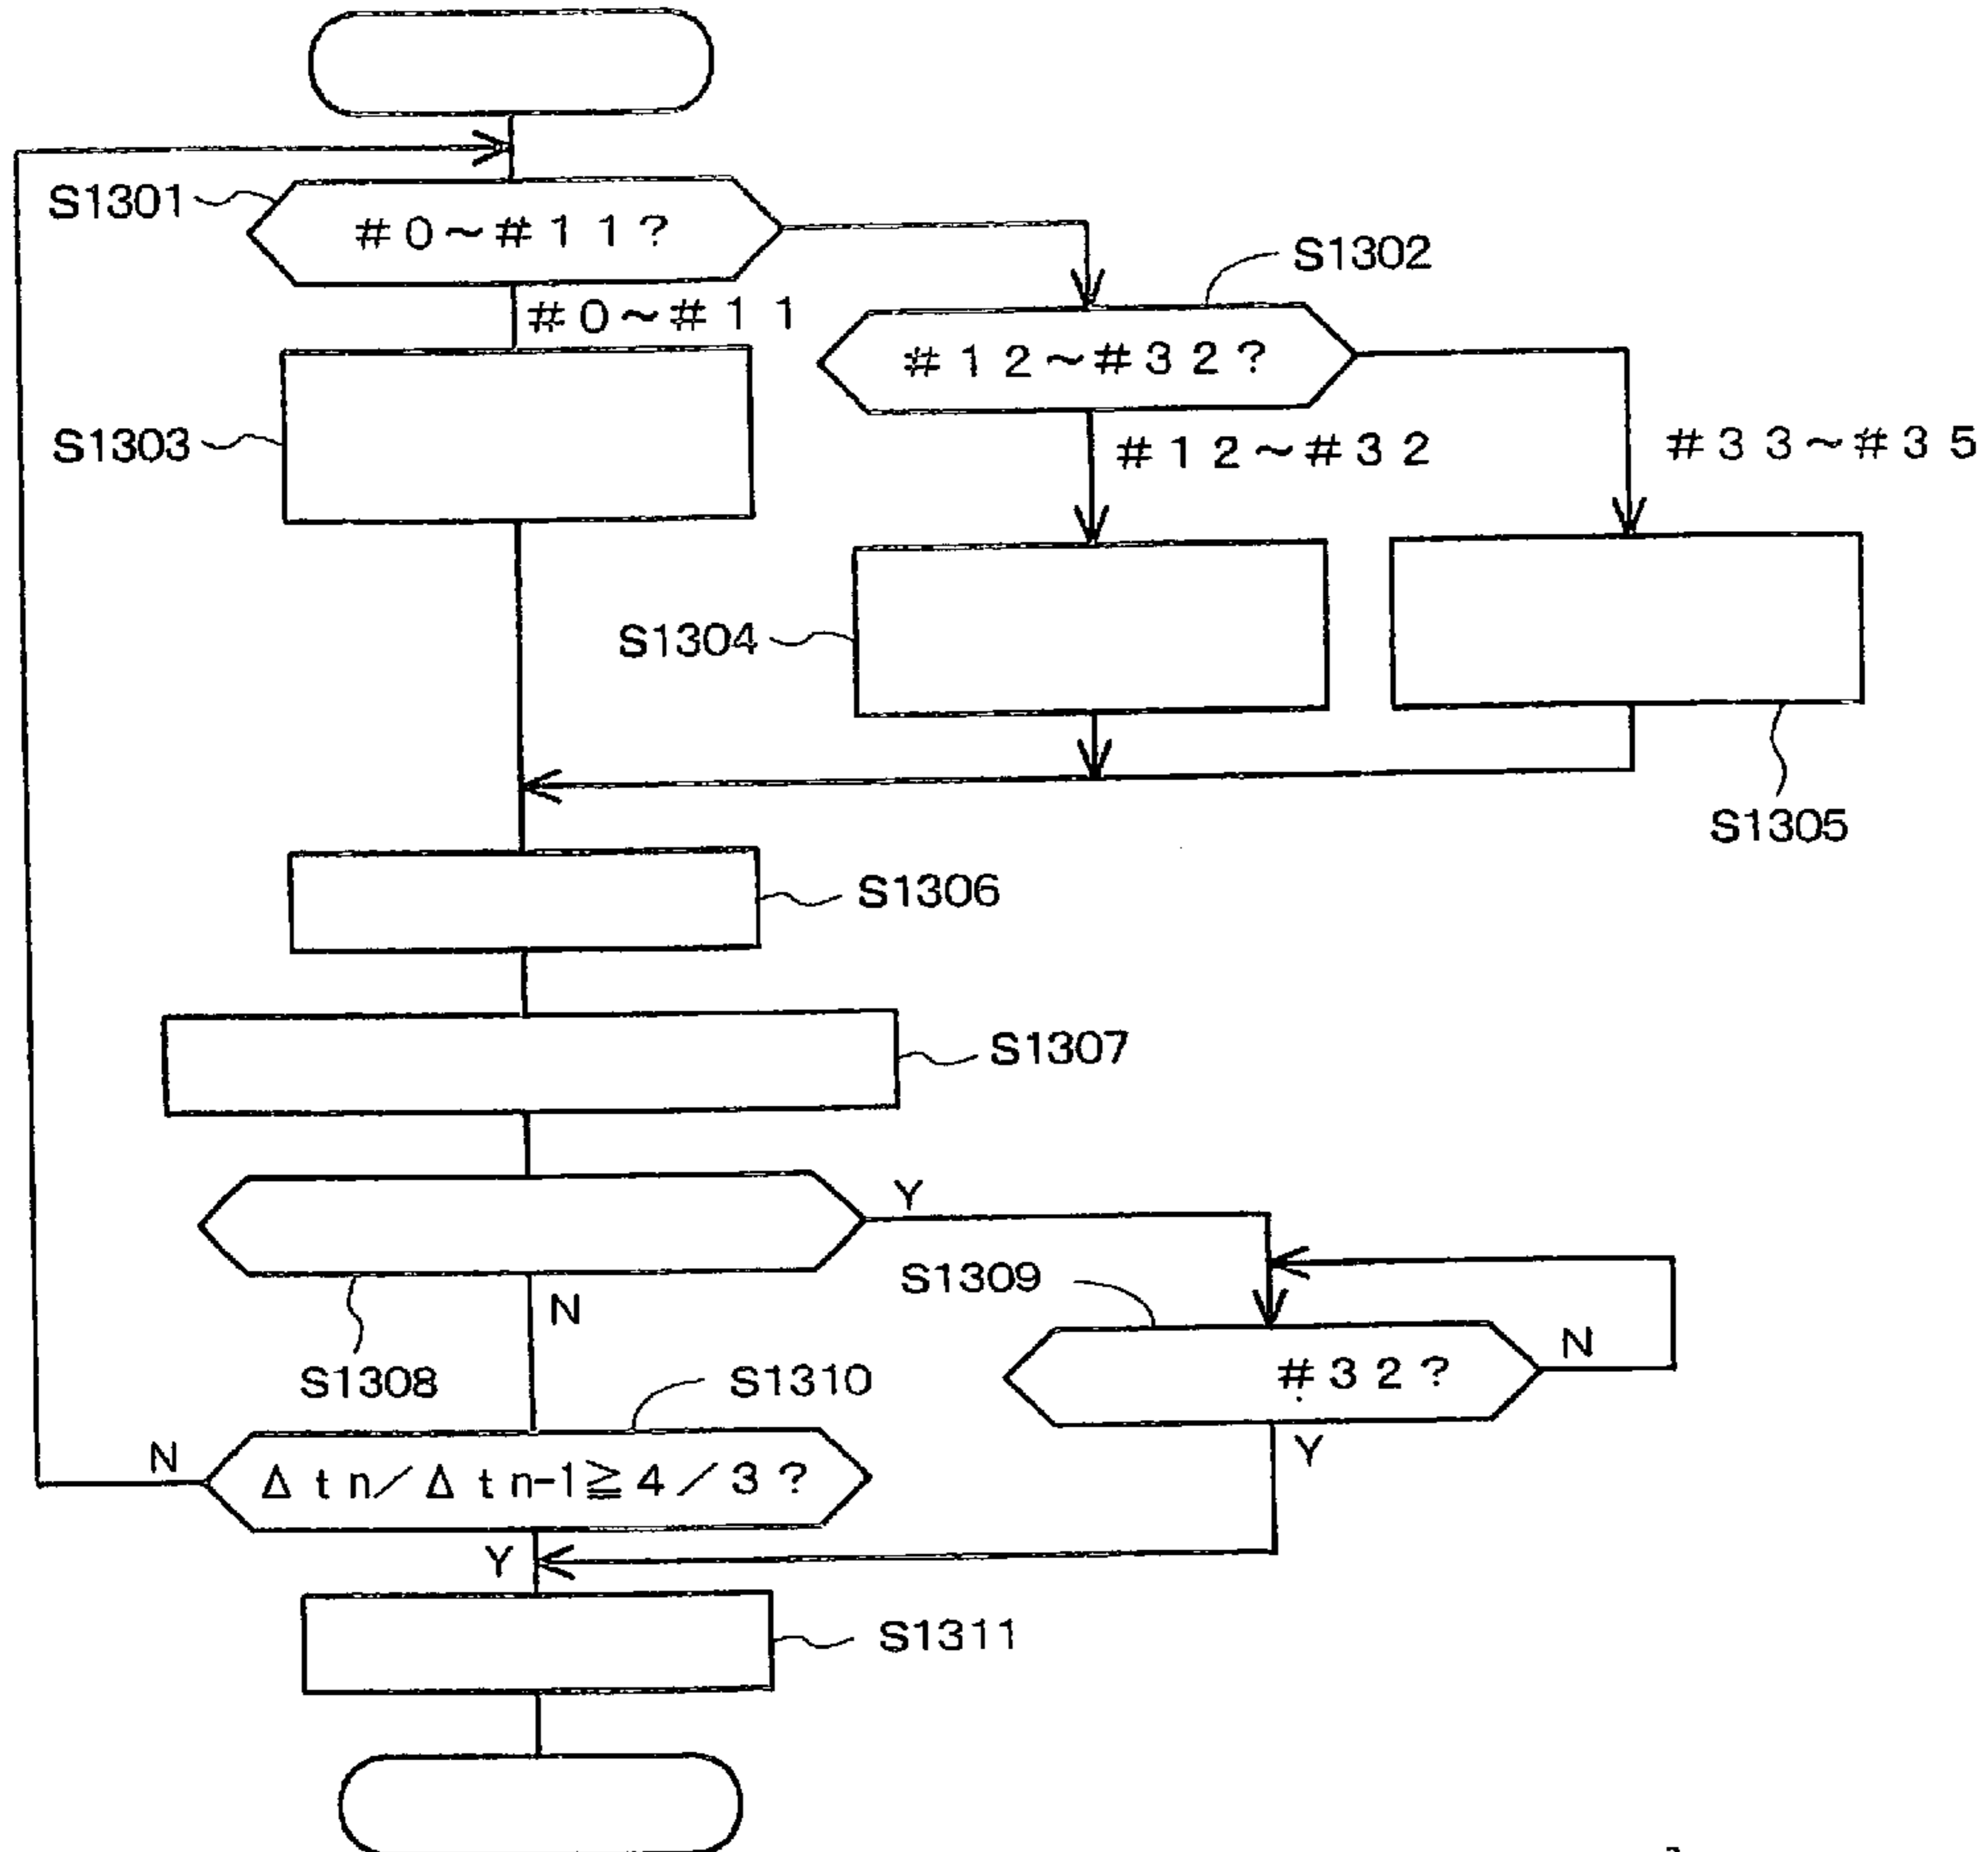 S1301
#0~#11?
S1302
#0~#11
#12~#32?
S1303
#12~#32
#33~#35
S1304
S1305
S1306
S1307
Y
S1309
N
S1308
S1310
#32?
N
N
Δtn/Δtn-1≧4/3?
Y
Y
S1311